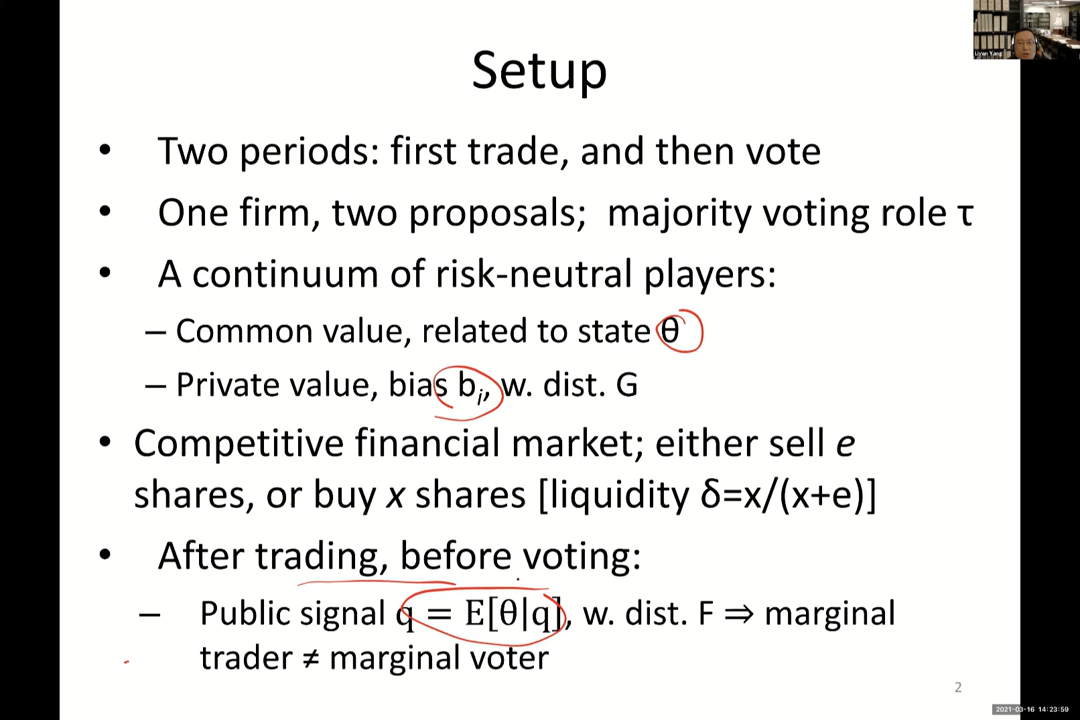 Liyan Yang
Setup
• Two periods: first trade, and then vote
• One firm, two proposals; majority voting role τ
• A continuum of risk-neutral players:
– Common value, related to state θ
– Private value, bias bᵢ, w. dist. G
• Competitive financial market; either sell e
shares, or buy x shares [liquidity δ=x/(x+e)]
• After trading, before voting:
– Public signal q = E[θ|q], w. dist. F ⇒ marginal
trader ≠ marginal voter
2
2021-03-16 14:23:59